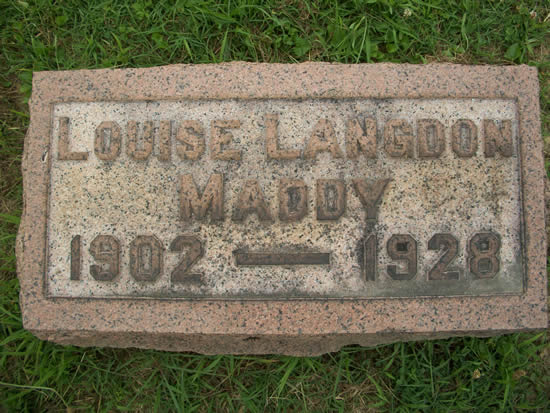 LOUISE LANGDON
MADDY
1902 — 1928